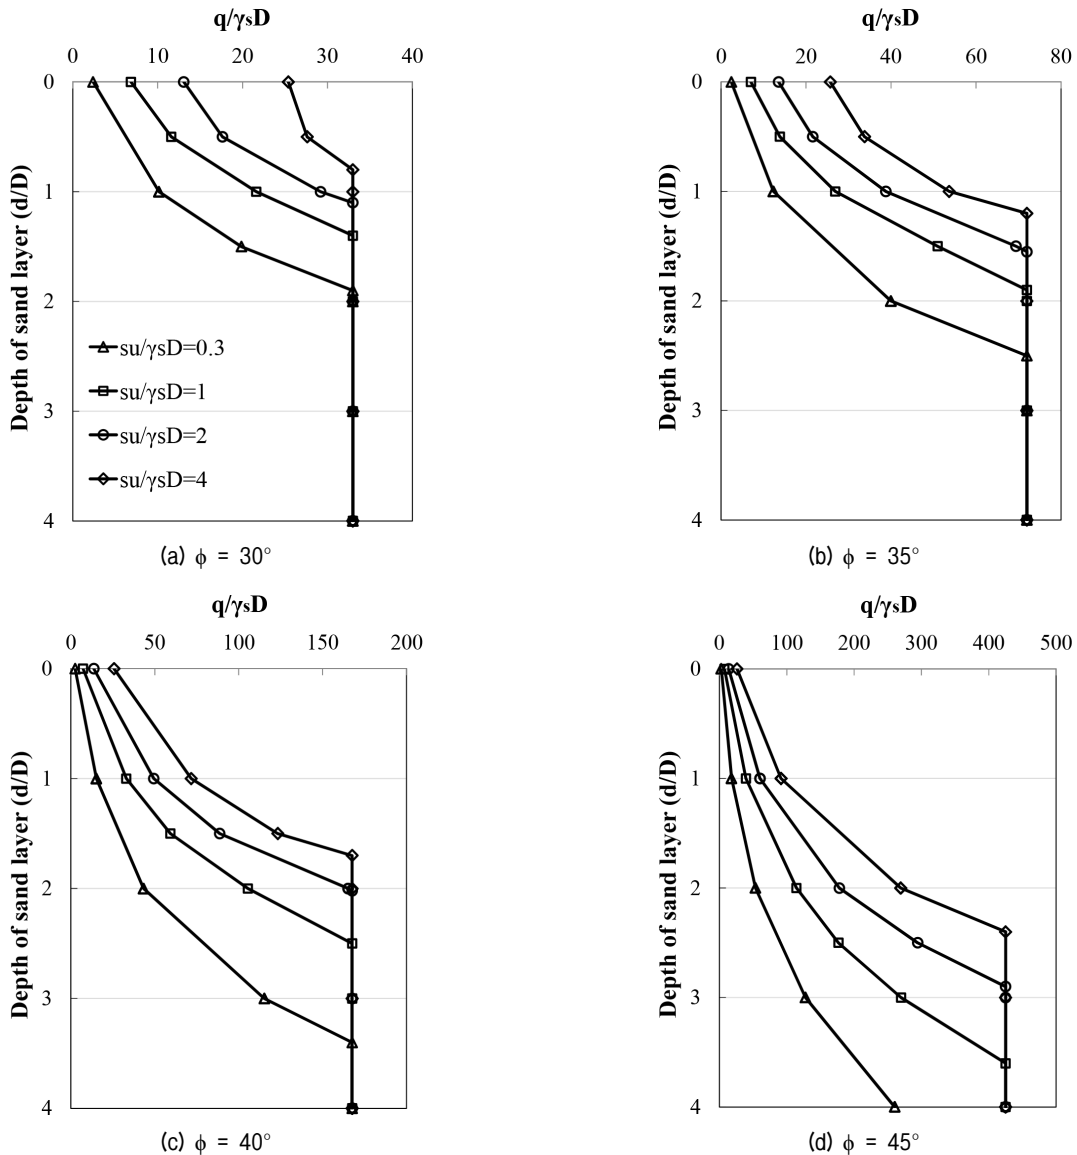 q/γsD
0 10 20 30 40
0
1
2
3
4
Depth of sand layer (d/D)
su/γsD=0.3
su/γsD=1
su/γsD=2
su/γsD=4
(a) ϕ = 30°
q/γsD
0 20 40 60 80
0
1
2
3
4
Depth of sand layer (d/D)
(b) ϕ = 35°
q/γsD
0 50 100 150 200
0
1
2
3
4
Depth of sand layer (d/D)
(c) ϕ = 40°
q/γsD
0 100 200 300 400 500
0
1
2
3
4
Depth of sand layer (d/D)
(d) ϕ = 45°